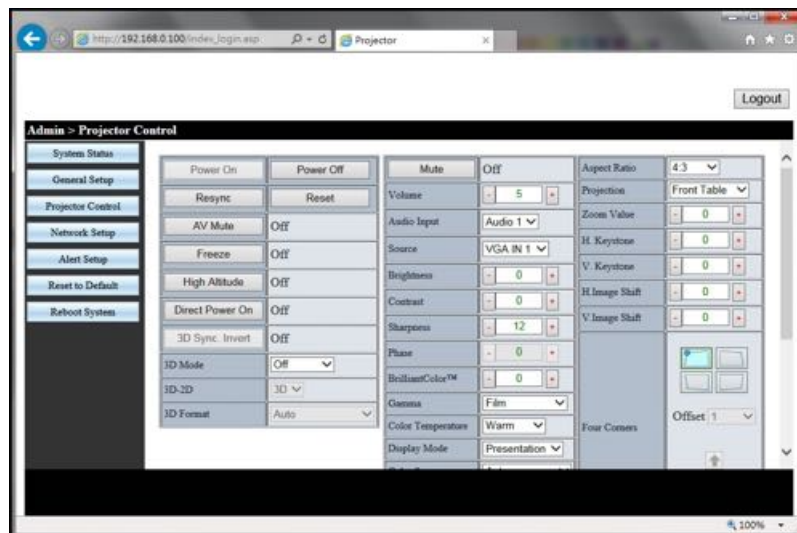 http://192.168.0.100/index_login.asp
Projector
Logout
Admin > Projector Control
System Status
General Setup
Projector Control
Network Setup
Alert Setup
Reset to Default
Reboot System
Power On Power Off
Resync Reset
AV Mute Off
Freeze Off
High Altitude Off
Direct Power On Off
3D Sync. Invert Off
3D Mode Off
3D-2D 3D
3D Format Auto
Mute Off
Volume - 5 +
Audio Input Audio 1
Source VGA IN 1
Brightness - 0 +
Contrast - 0 +
Sharpness - 12 +
Phase - 0 +
BrilliantColor™ - 0 +
Gamma Film
Color Temperature Warm
Display Mode Presentation
Aspect Ratio 4:3
Projection Front Table
Zoom Value - 0 +
H. Keystone - 0 +
V. Keystone - 0 +
H.Image Shift - 0 +
V.Image Shift - 0 +
Four Corners
Offset 1
100%